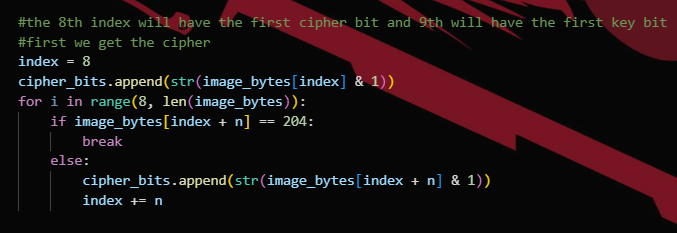 #the 8th index will have the first cipher bit and 9th will have the first key bit
#first we get the cipher
index = 8
cipher_bits.append(str(image_bytes[index] & 1))
for i in range(8, len(image_bytes)):
    if image_bytes[index + n] == 204:
        break
    else:
        cipher_bits.append(str(image_bytes[index + n] & 1))
        index += n